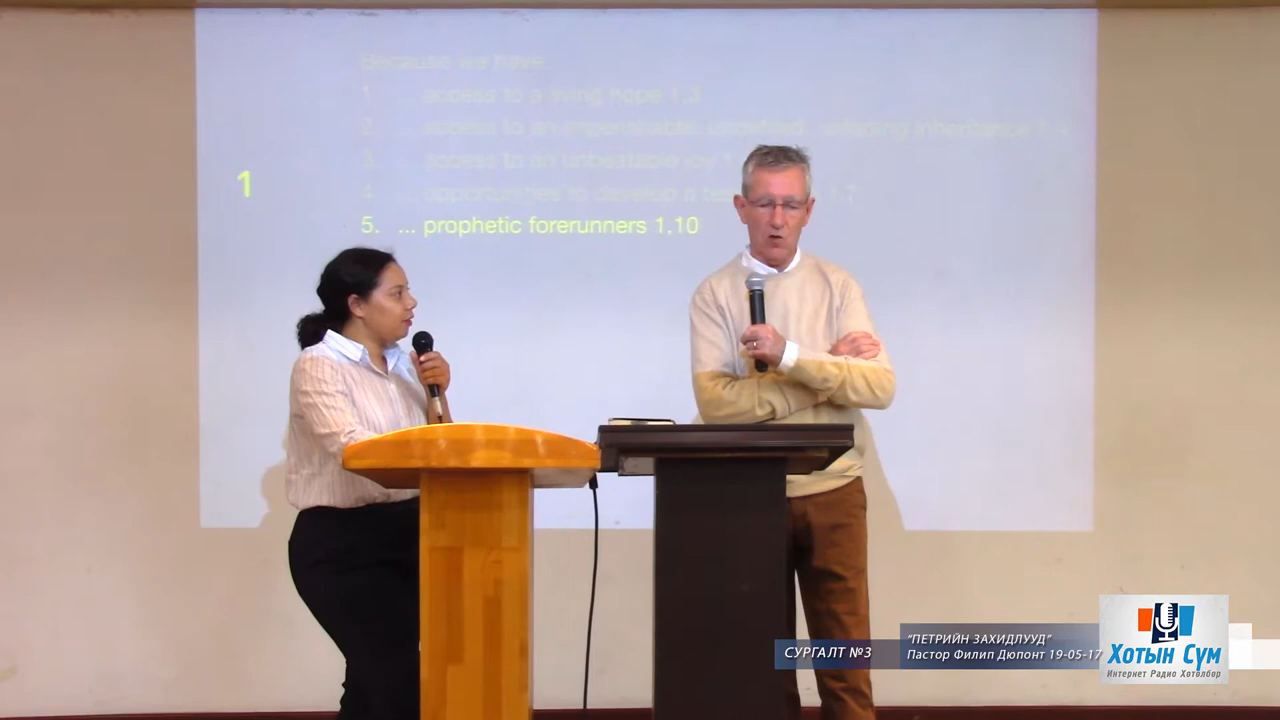 Because we have:
1. ... access to a living hope 1.3
2. ... access to an imperishable, undefiled, unfading inheritance 1.4
3. ... access to an unbeatable joy 1
4. ... opportunities to develop 1.7
1
5. ... prophetic forerunners 1.10
СУРГАЛТ №3
"ПЕТРИЙН ЗАХИДЛУУД"
Пастор Филип Дюпонт 19-05-17
Хотын Сүм
Интернет Радио Хөтөлбөр